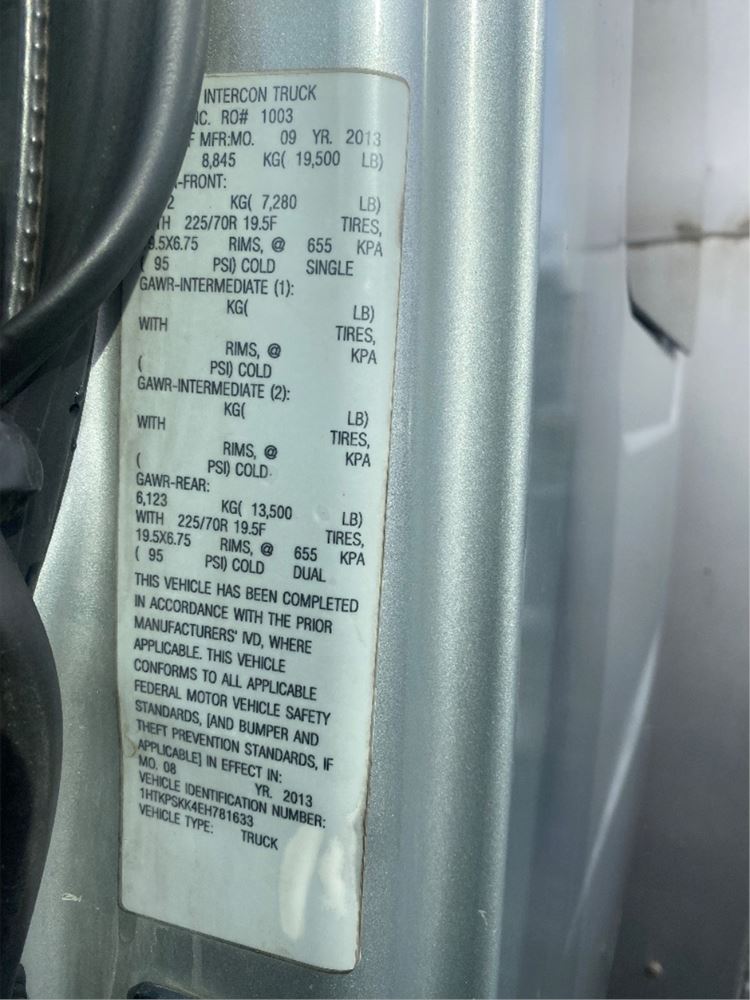 INTERCON TRUCK
RO# 1003
MFR:MO. 09 YR. 2013
8,845 KG( 19,500 LB)
-FRONT:
KG( 7,280 LB)
225/70R 19.5F TIRES,
9.5X6.75 RIMS, @ 655 KPA
( 95 PSI) COLD SINGLE
GAWR-INTERMEDIATE (1):
KG( LB)
WITH TIRES,
RIMS, @ KPA
( PSI) COLD
GAWR-INTERMEDIATE (2):
KG( LB)
WITH TIRES,
RIMS, @ KPA
( PSI) COLD
GAWR-REAR:
6,123 KG( 13,500 LB)
WITH 225/70R 19.5F TIRES,
19.5X6.75 RIMS, @ 655 KPA
( 95 PSI) COLD DUAL
THIS VEHICLE HAS BEEN COMPLETED
IN ACCORDANCE WITH THE PRIOR
MANUFACTURERS' IVD, WHERE
APPLICABLE. THIS VEHICLE
CONFORMS TO ALL APPLICABLE
FEDERAL MOTOR VEHICLE SAFETY
STANDARDS, [AND BUMPER AND
THEFT PREVENTION STANDARDS, IF
APPLICABLE] IN EFFECT IN:
MO. 08 YR. 2013
VEHICLE IDENTIFICATION NUMBER:
1HTKPSKK4EH781633
VEHICLE TYPE: TRUCK